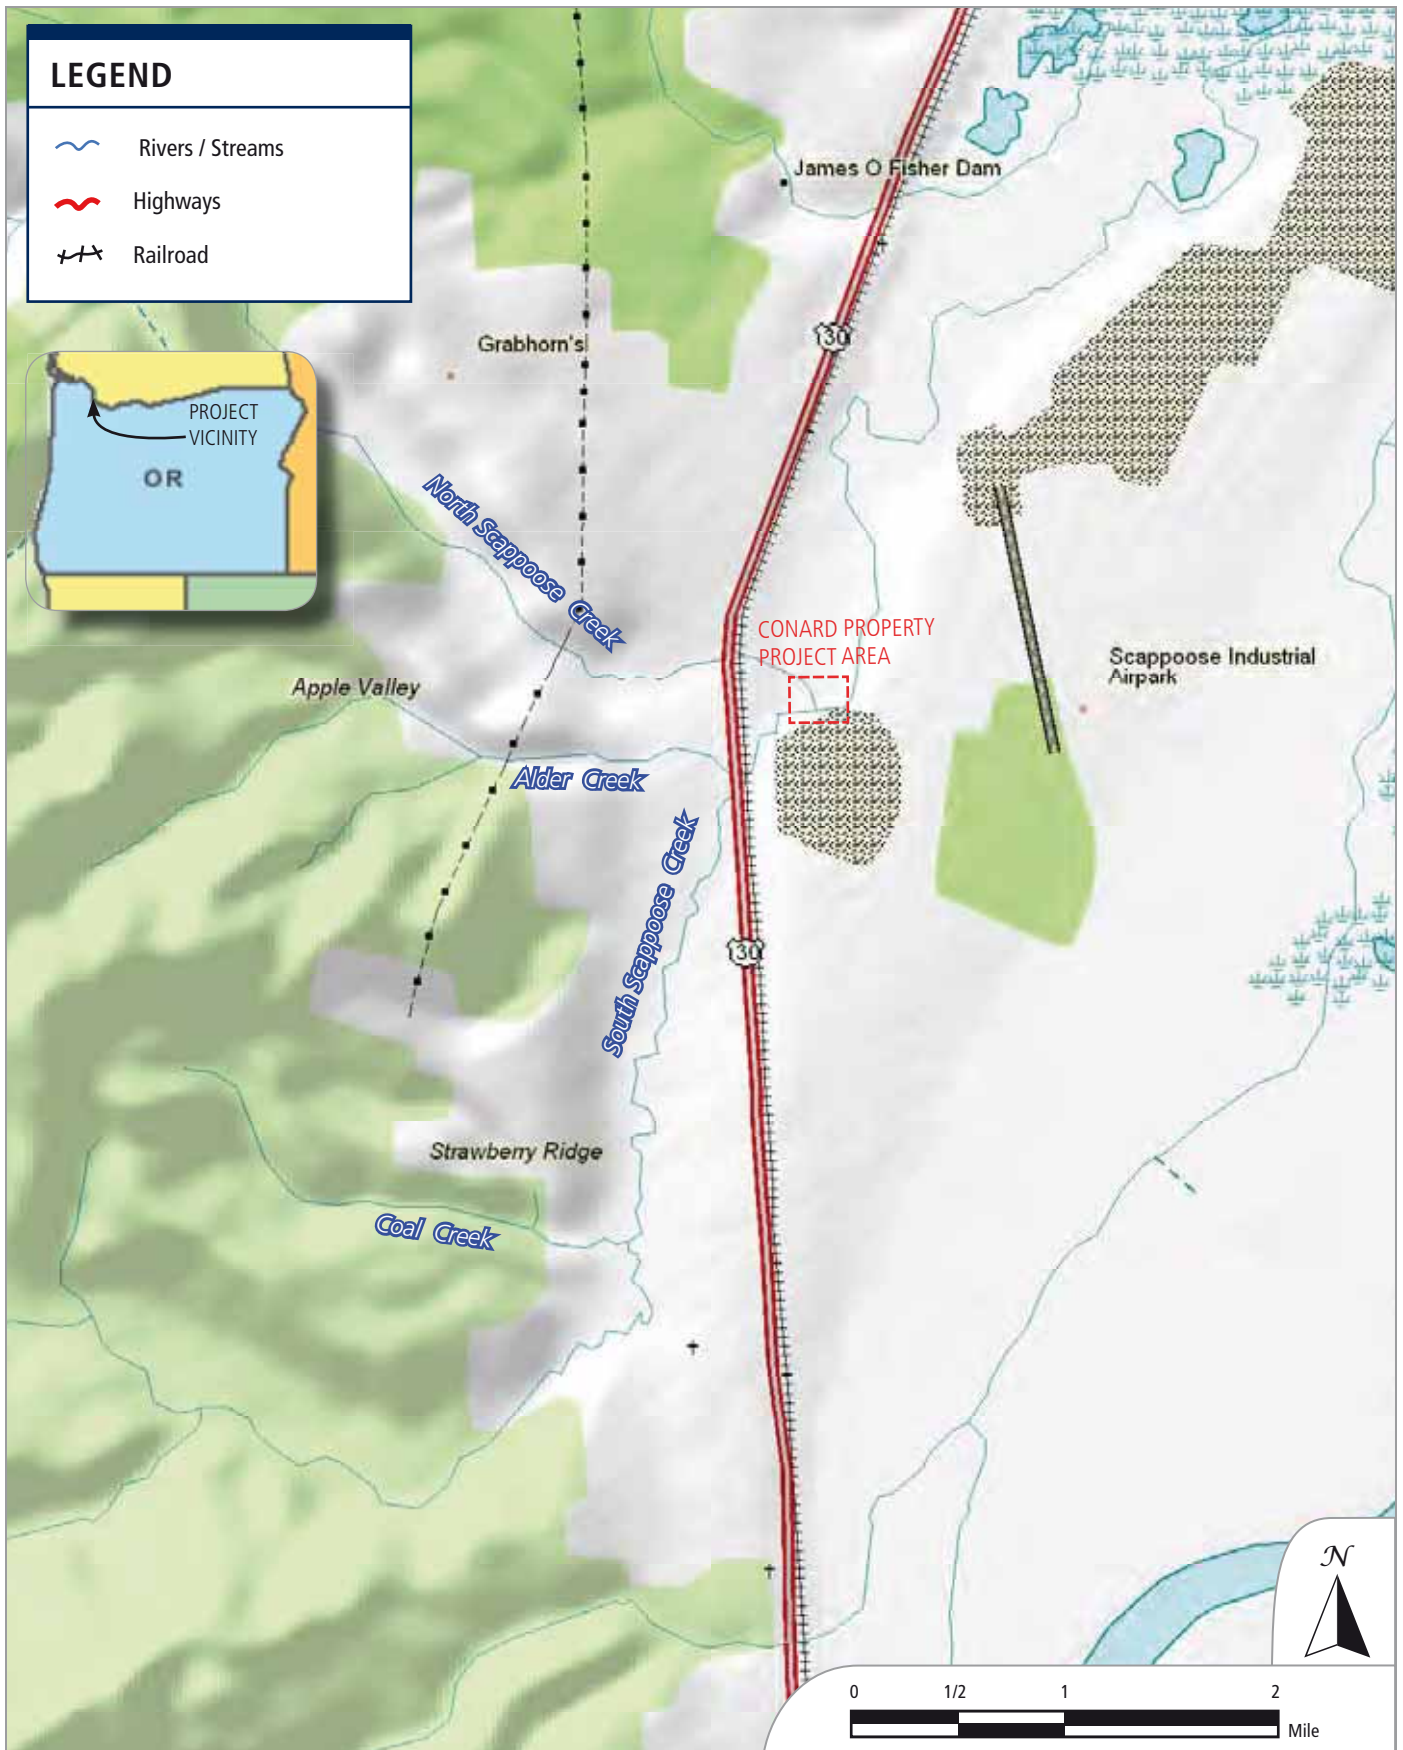 LEGEND
Rivers / Streams
Highways
Railroad
James O Fisher Dam
30
Grabhorn's
PROJECT
VICINITY
OR
North Scappoose Creek
CONARD PROPERTY
PROJECT AREA
Scappoose Industrial
Airpark
Apple Valley
Alder Creek
South Scappoose Creek
30
Strawberry Ridge
Coal Creek
N
0 1/2 1 2
Mile